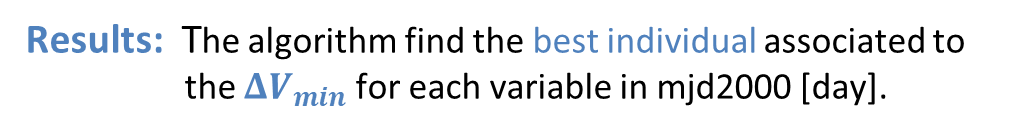 Results: The algorithm find the best individual associated to
the ΔV_min for each variable in mjd2000 [day].